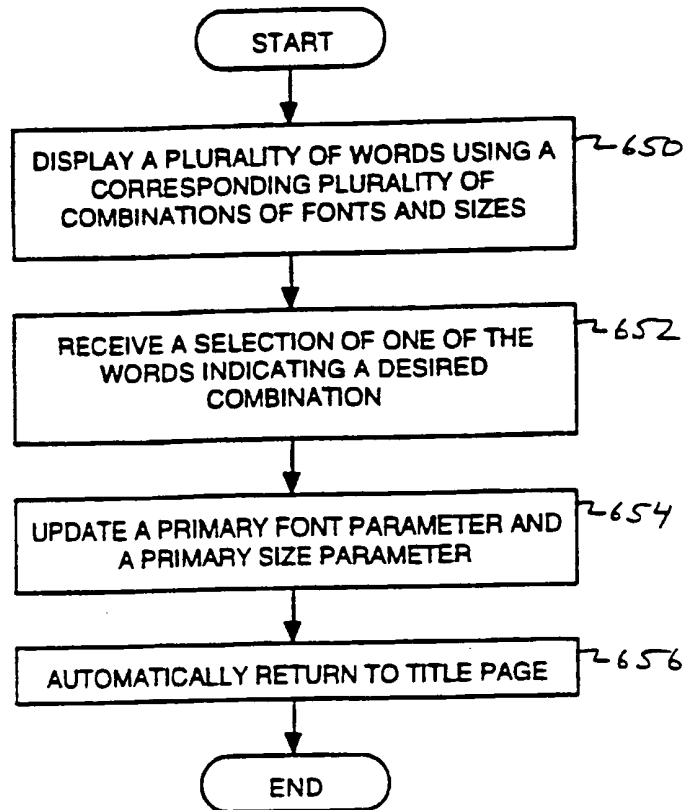 START
DISPLAY A PLURALITY OF WORDS USING A
CORRESPONDING PLURALITY OF
COMBINATIONS OF FONTS AND SIZES
650
RECEIVE A SELECTION OF ONE OF THE
WORDS INDICATING A DESIRED
COMBINATION
652
UPDATE A PRIMARY FONT PARAMETER AND
A PRIMARY SIZE PARAMETER
654
AUTOMATICALLY RETURN TO TITLE PAGE
656
END